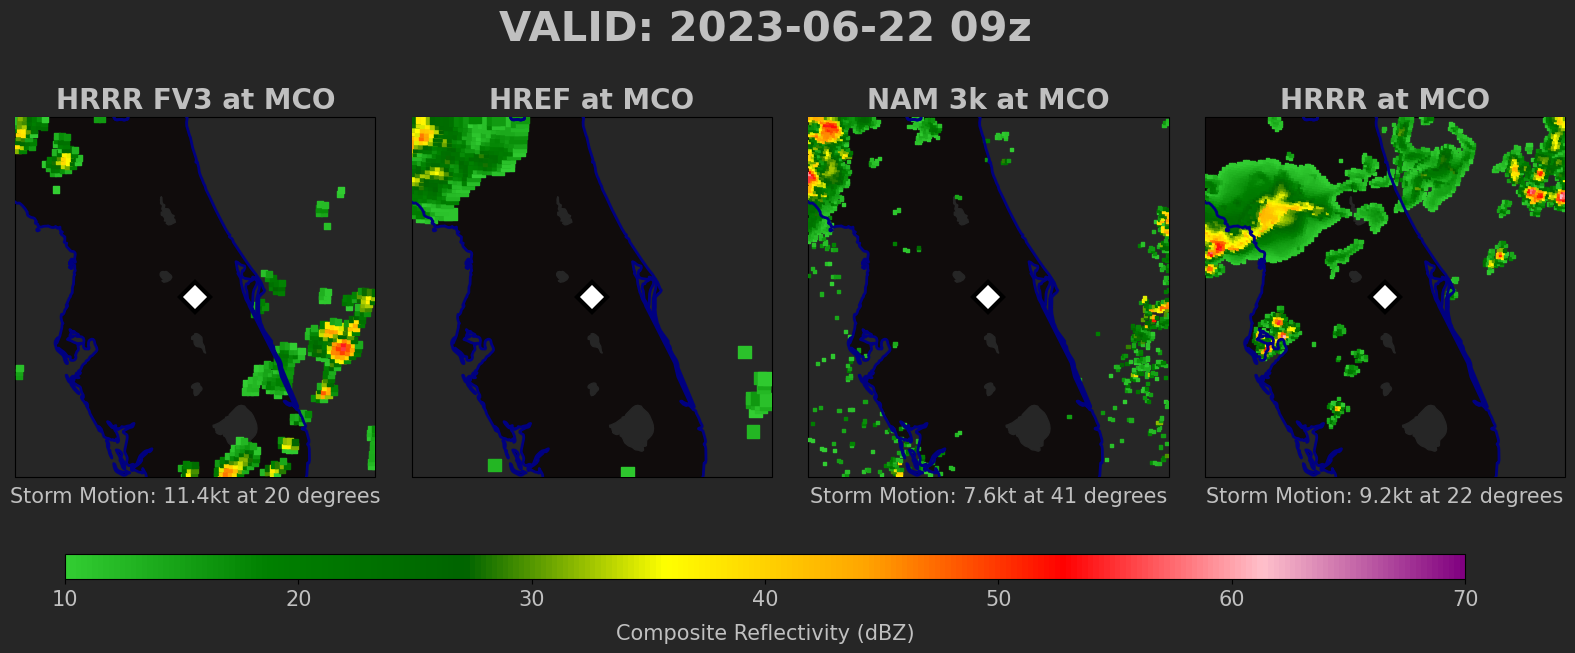 VALID: 2023-06-22 09z
HRRR FV3 at MCO
HREF at MCO
NAM 3k at MCO
HRRR at MCO
Storm Motion: 11.4kt at 20 degrees
Storm Motion: 7.6kt at 41 degrees
Storm Motion: 9.2kt at 22 degrees
10 20 30 40 50 60 70
Composite Reflectivity (dBZ)